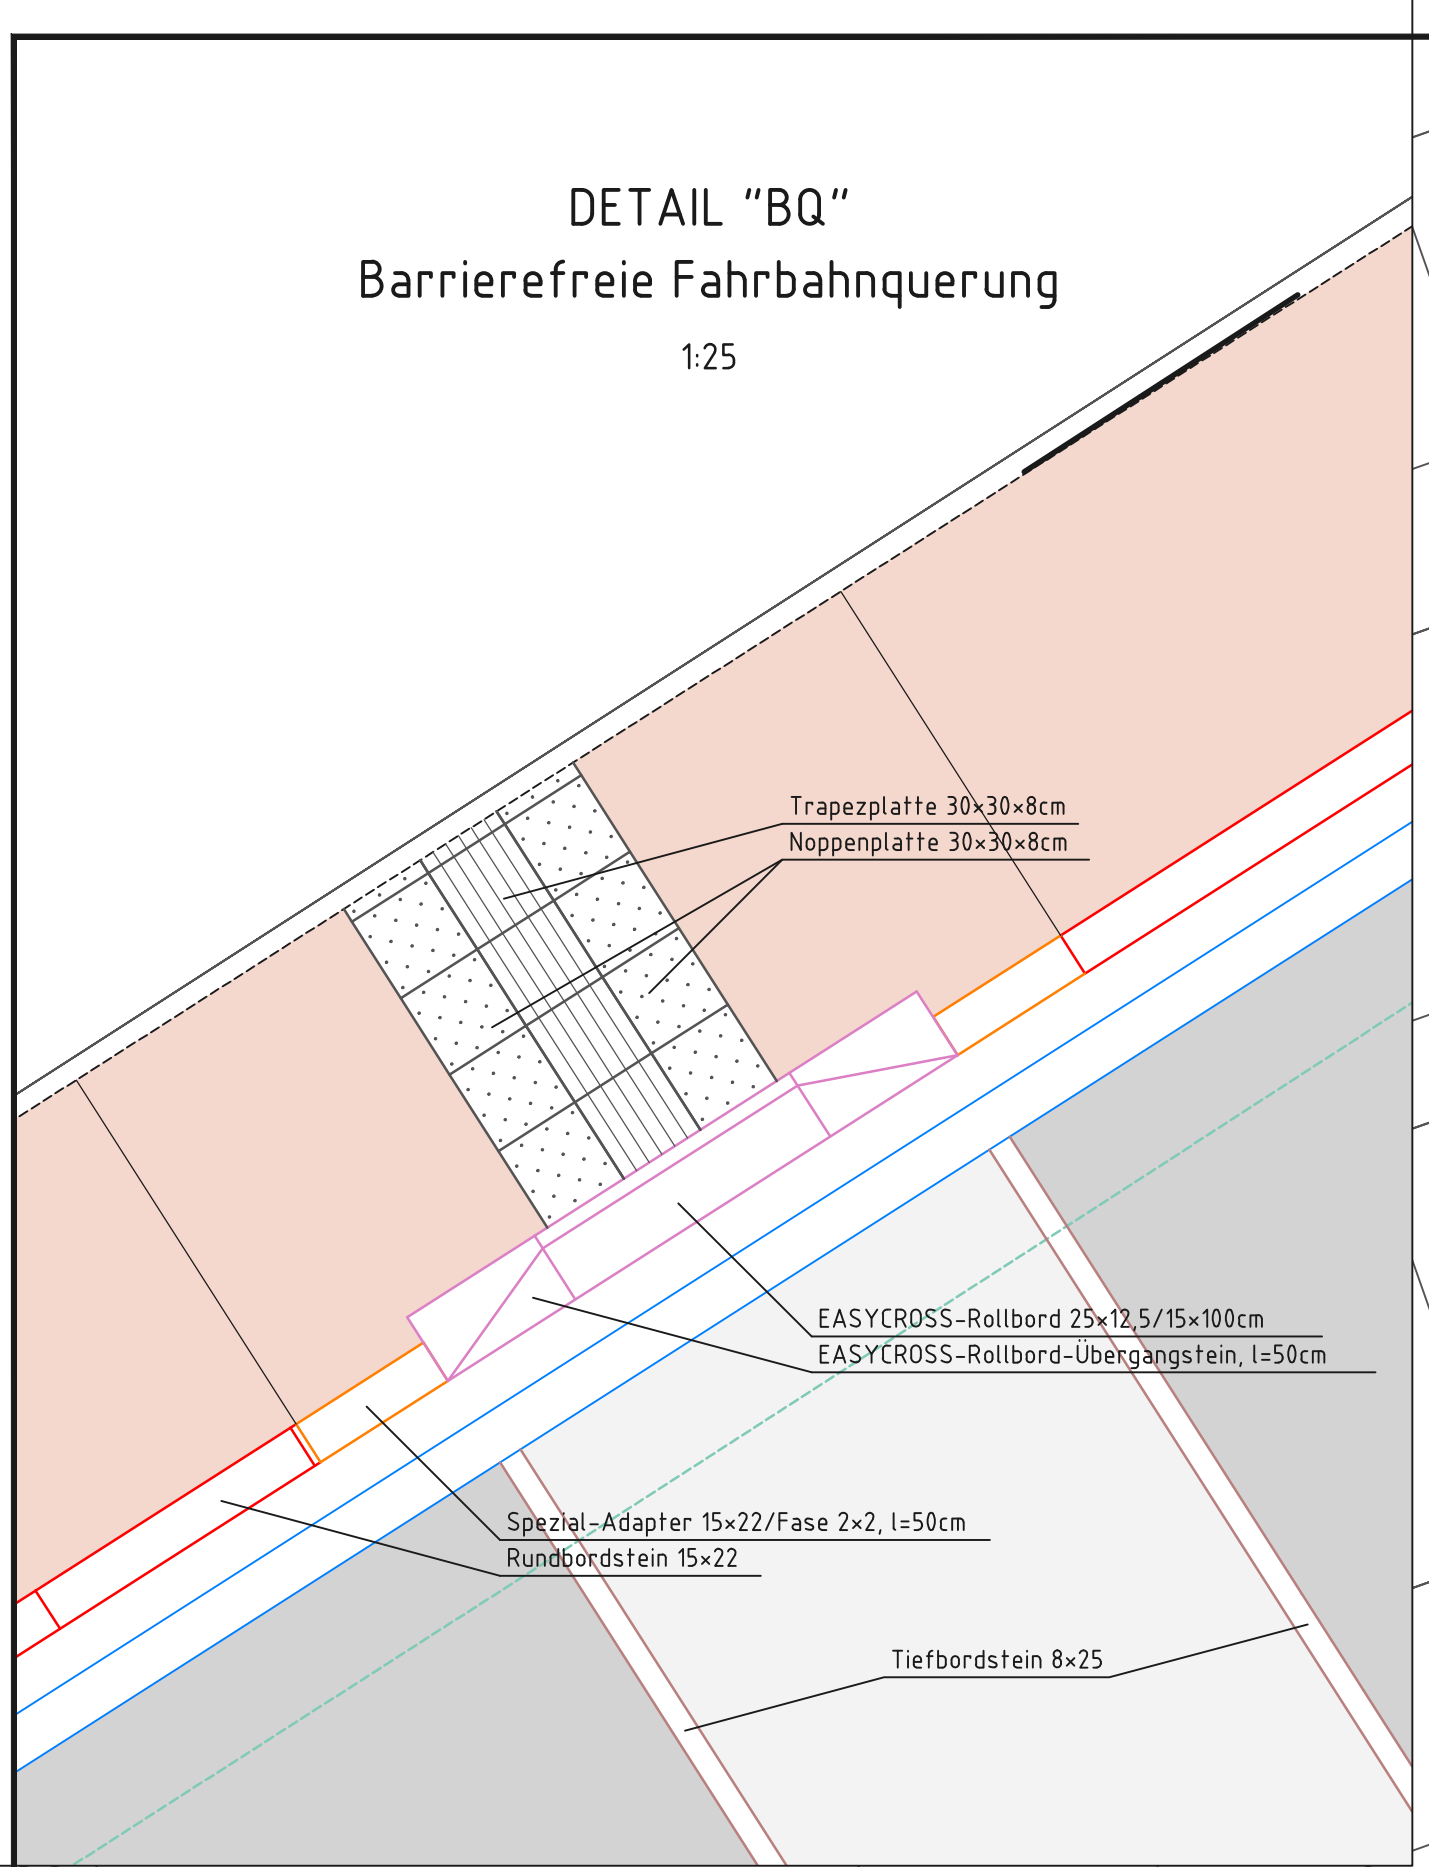 DETAIL "BQ"
Barrierefreie Fahrbahnquerung
1:25
Trapezplatte 30×30×8cm
Noppenplatte 30×30×8cm
EASYCROSS-Rollbord 25×12,5/15×100cm
EASYCROSS-Rollbord-Übergangstein, l=50cm
Spezial-Adapter 15×22/Fase 2×2, l=50cm
Rundbordstein 15×22
Tiefbordstein 8×25